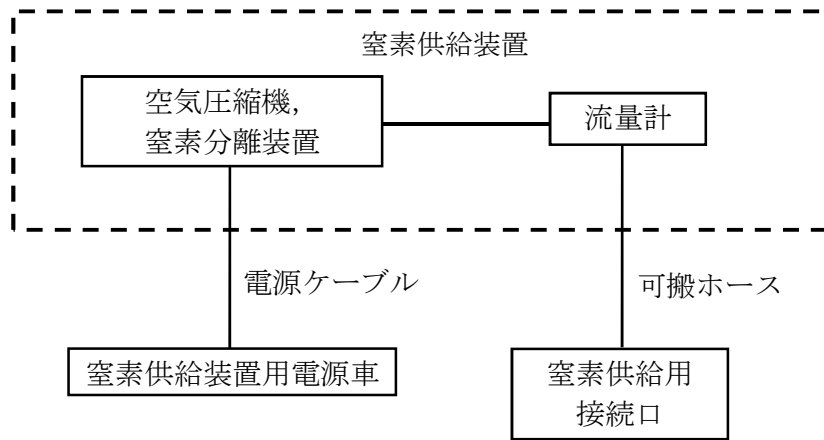 窒素供給装置
空気圧縮機，
窒素分離装置
流量計
電源ケーブル
可搬ホース
窒素供給装置用電源車
窒素供給用
接続口